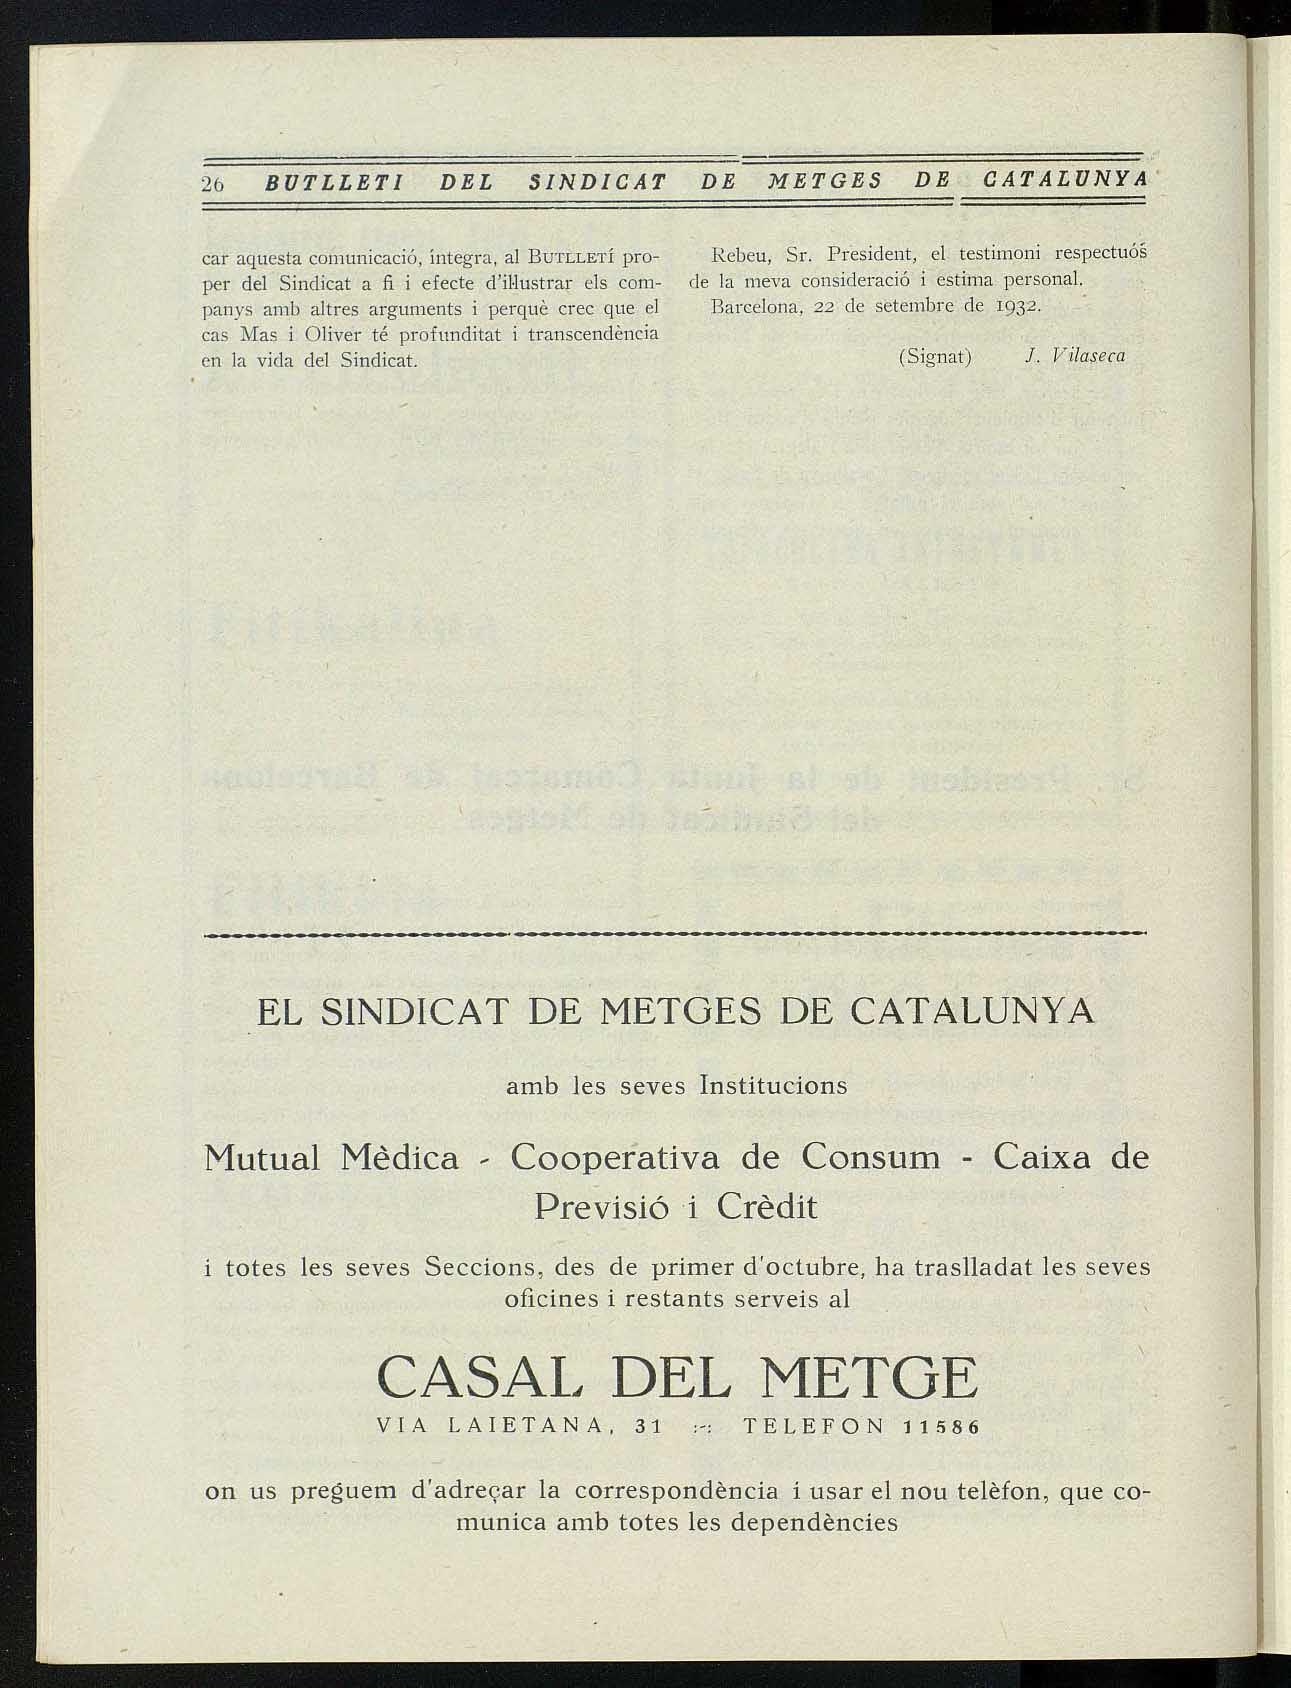 26 BUTLLETI DEL SINDICAT DE METGES DE CATALUNYA
car aquesta comunicació, íntegra, al BUTLLETÍ pro-
per del Sindicat a fi i efecte d'il·lustrar els com-
panys amb altres arguments i perquè crec que el
cas Mas i Oliver té profunditat i transcendència
en la vida del Sindicat.
Rebeu, Sr. President, el testimoni respectuós
de la meva consideració i estima personal.
Barcelona, 22 de setembre de 1932.
(Signat) J. Vilaseca
EL SINDICAT DE METGES DE CATALUNYA
amb les seves Institucions
Mutual Mèdica - Cooperativa de Consum - Caixa de
Previsió i Crèdit
i totes les seves Seccions, des de primer d'octubre, ha traslladat les seves
oficines i restants serveis al
CASAL DEL METGE
VIA LAIETANA, 31 :-: TELEFON 11586
on us preguem d'adreçar la correspondència i usar el nou telèfon, que co-
munica amb totes les dependències